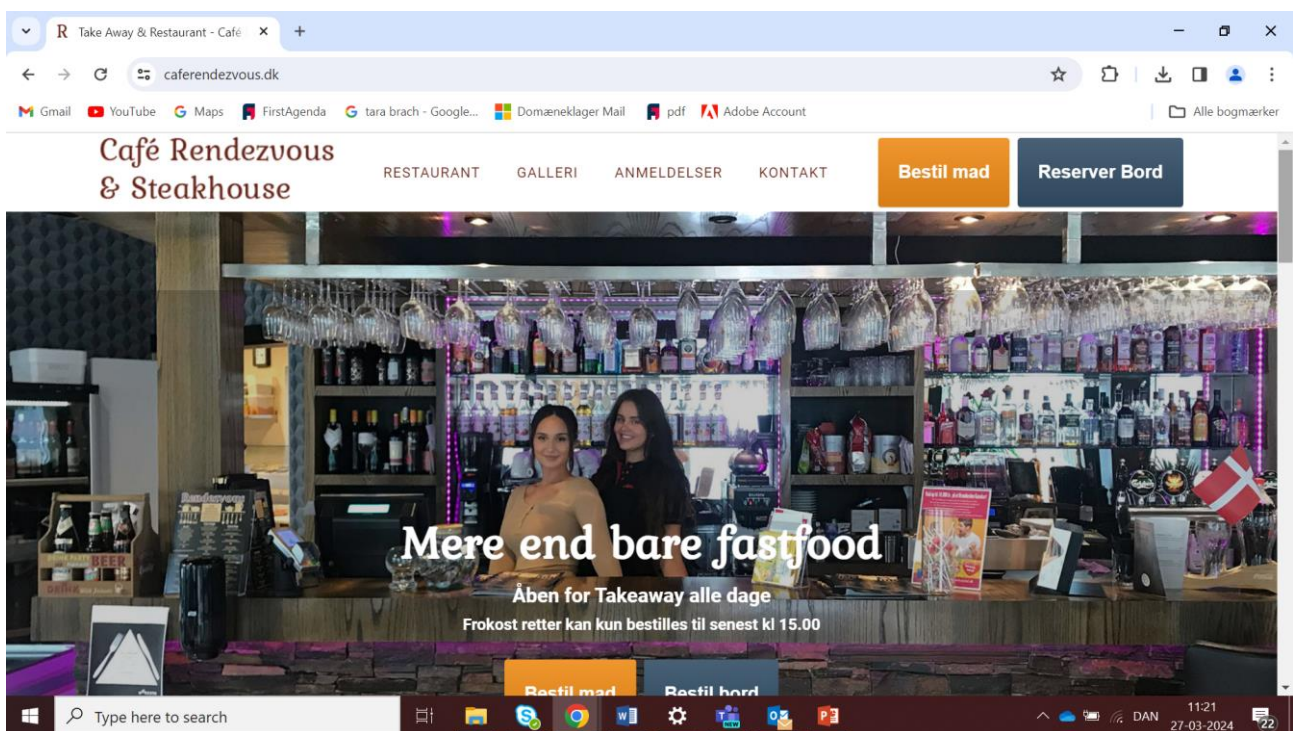 R Take Away & Restaurant - Café
caferendezvous.dk
Gmail YouTube Maps FirstAgenda tara brach - Google... Domæneklager Mail pdf Adobe Account Alle bogmærker
Café Rendezvous
& Steakhouse
RESTAURANT GALLERI ANMELDELSER KONTAKT
Bestil mad
Reserver Bord
Rendesvous
BEER
Mere end bare fastfood
Åben for Takeaway alle dage
Frokost retter kan kun bestilles til senest kl 15.00
Bestil mad Bestil bord
Type here to search
NEW
DAN
11:21
27-03-2024
22